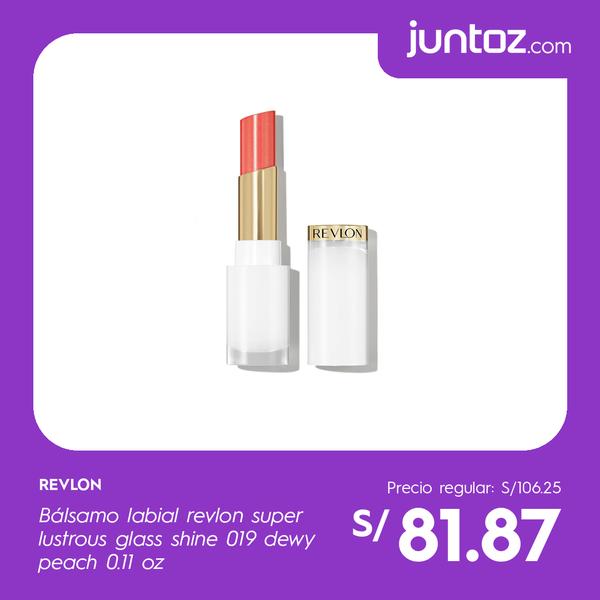 juntoz.com
REVLON
REVLON
Bálsamo labial revlon super
lustrous glass shine 019 dewy
peach 0.11 oz
Precio regular: S/106.25
S/ 81.87